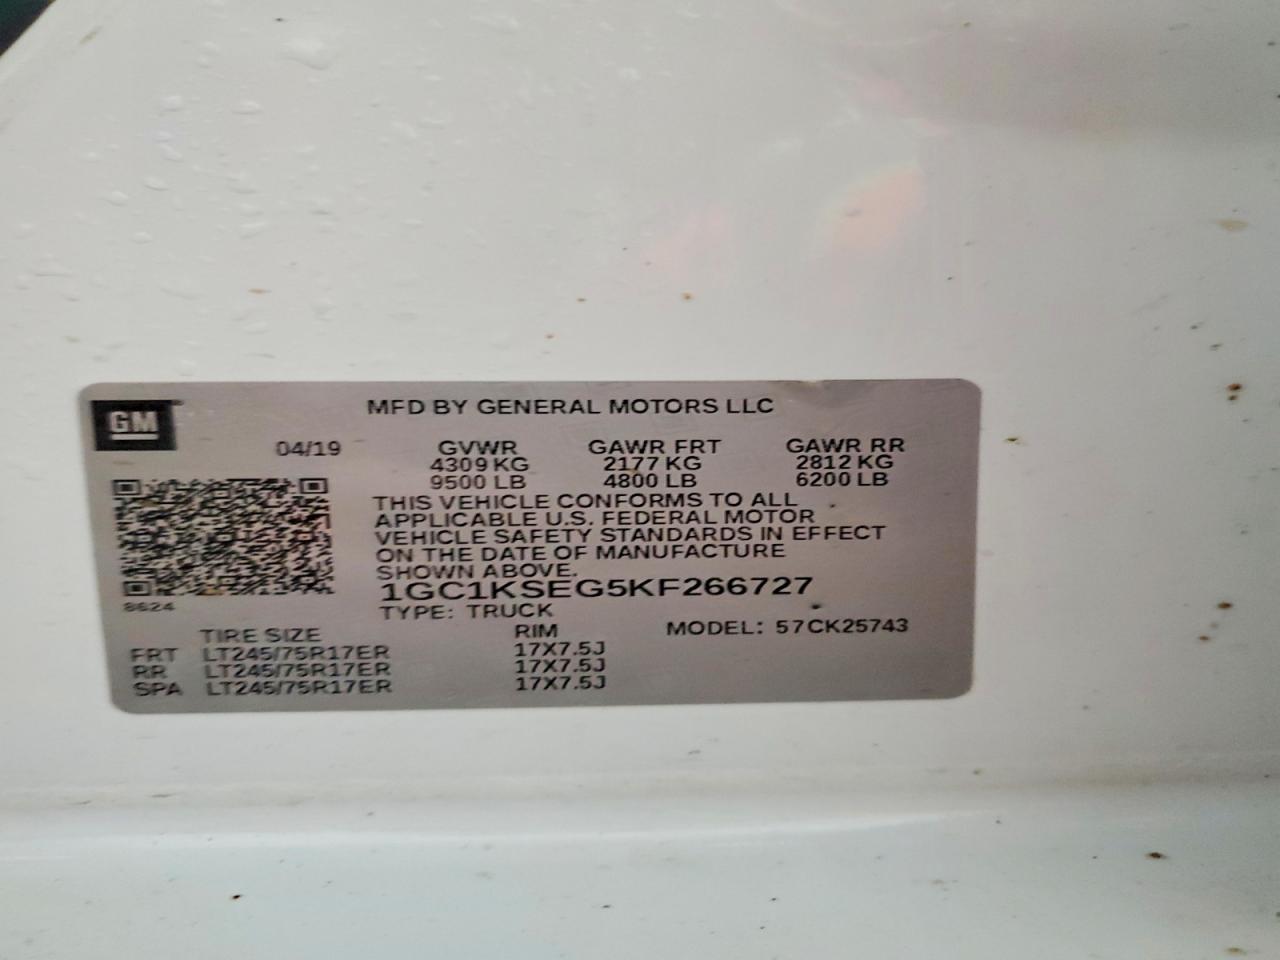 GM
MFD BY GENERAL MOTORS LLC
04/19 GVWR GAWR FRT GAWR RR
4309 KG 2177 KG 2812 KG
9500 LB 4800 LB 6200 LB
THIS VEHICLE CONFORMS TO ALL
APPLICABLE U.S. FEDERAL MOTOR
VEHICLE SAFETY STANDARDS IN EFFECT
ON THE DATE OF MANUFACTURE
SHOWN ABOVE.
1GC1KSEG5KF266727
8624
TYPE: TRUCK
TIRE SIZE RIM MODEL: 57CK25743
FRT LT245/75R17ER 17X7.5J
RR LT245/75R17ER 17X7.5J
SPA LT245/75R17ER 17X7.5J